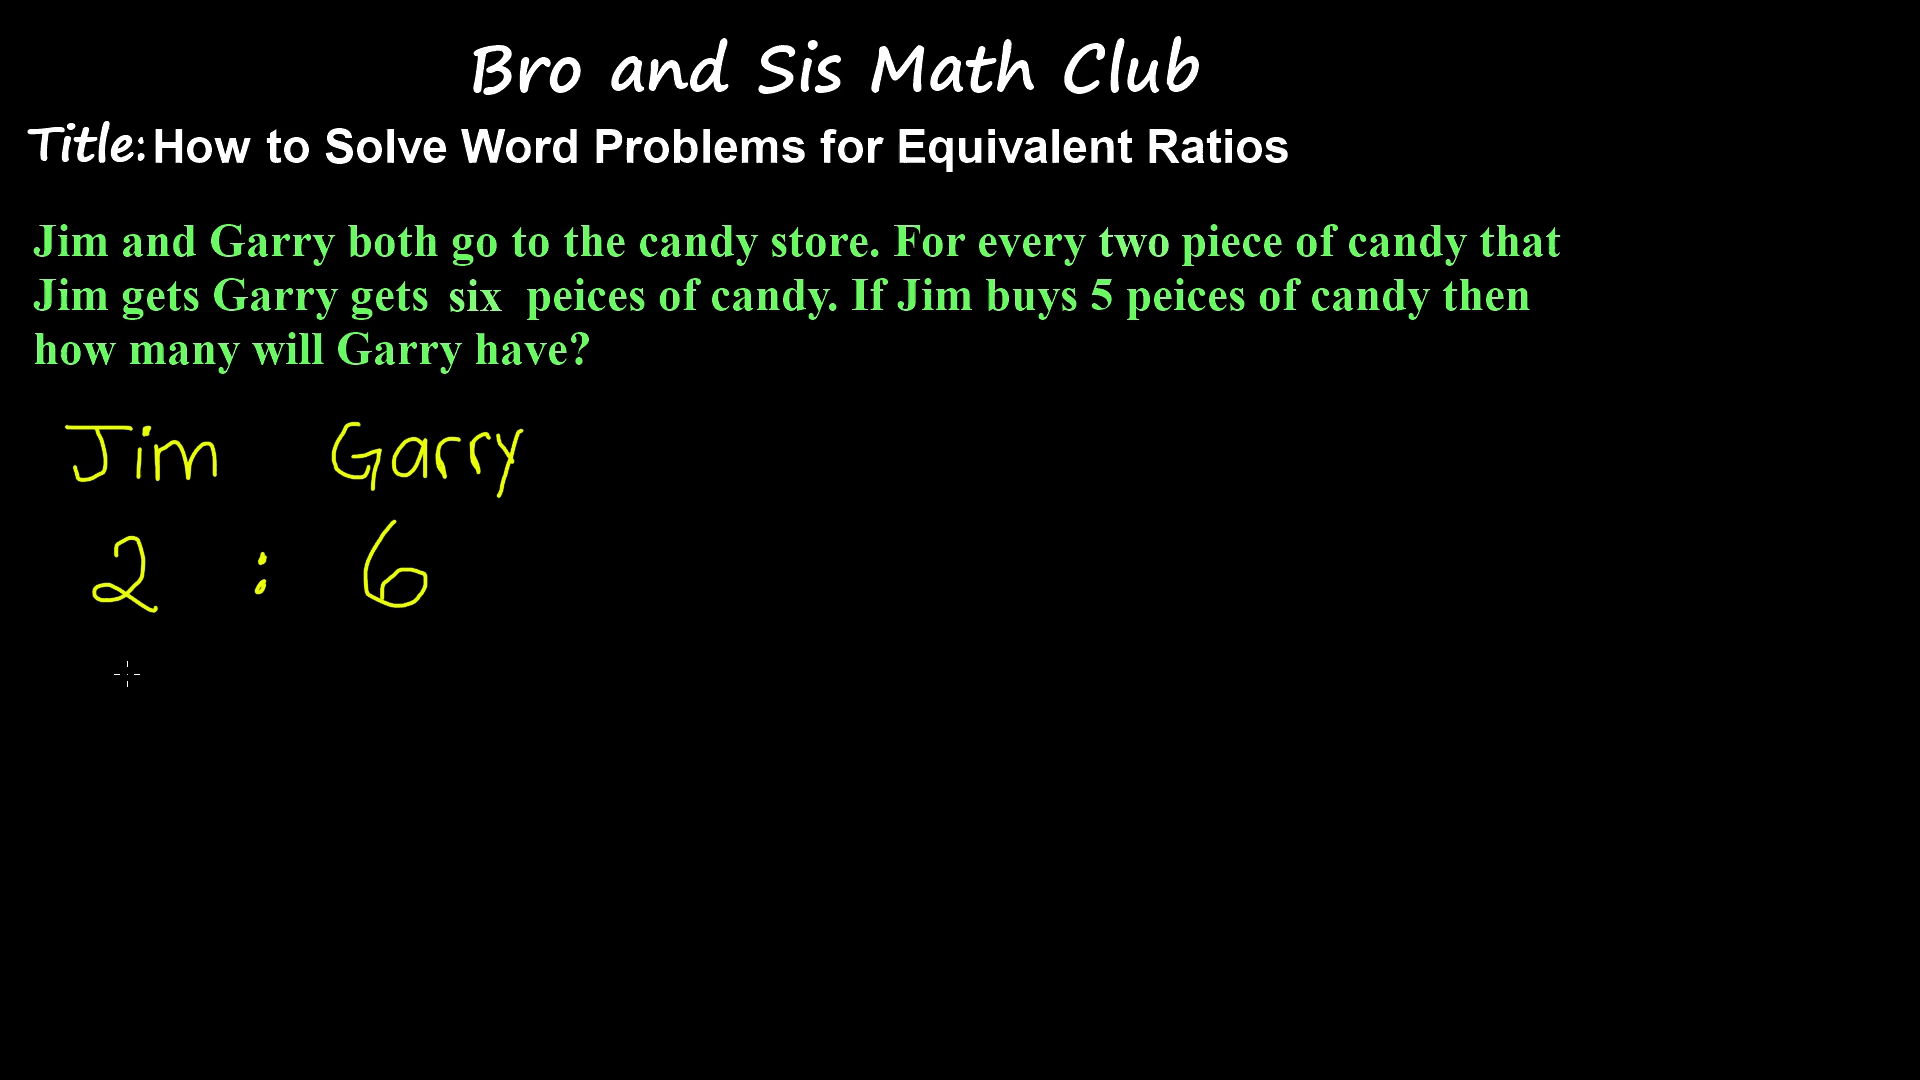 Bro and Sis Math Club
Title: How to Solve Word Problems for Equivalent Ratios
Jim and Garry both go to the candy store. For every two piece of candy that
Jim gets Garry gets six peices of candy. If Jim buys 5 peices of candy then
how many will Garry have?
Jim Garry
2 : 6